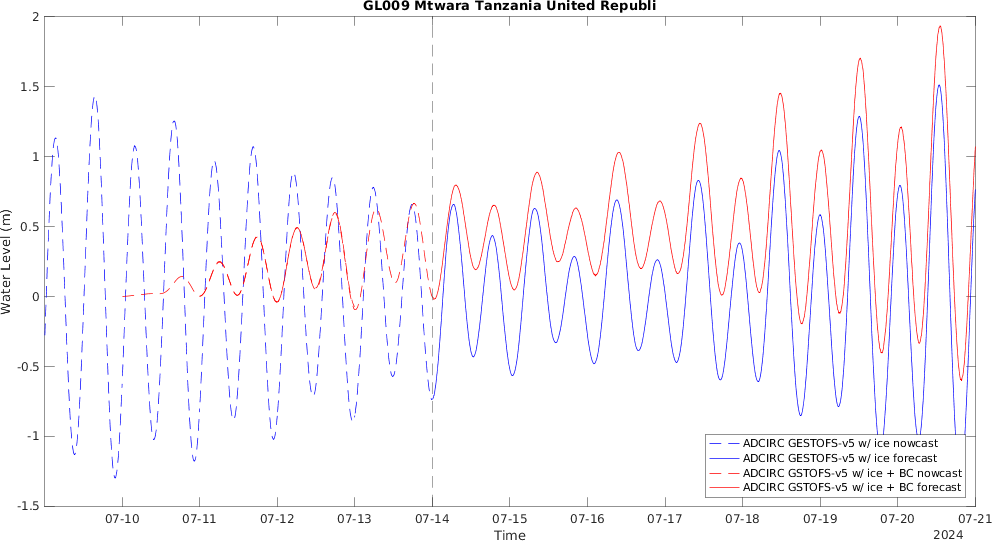 GL009 Mtwara Tanzania United Republi
Water Level (m)
2
1.5
1
0.5
0
-0.5
-1
-1.5
ADCIRC GESTOFS-v5 w/ ice nowcast
ADCIRC GESTOFS-v5 w/ ice forecast
ADCIRC GSTOFS-v5 w/ ice + BC nowcast
ADCIRC GSTOFS-v5 w/ ice + BC forecast
07-10 07-11 07-12 07-13 07-14 07-15 07-16 07-17 07-18 07-19 07-20 07-21
Time
2024